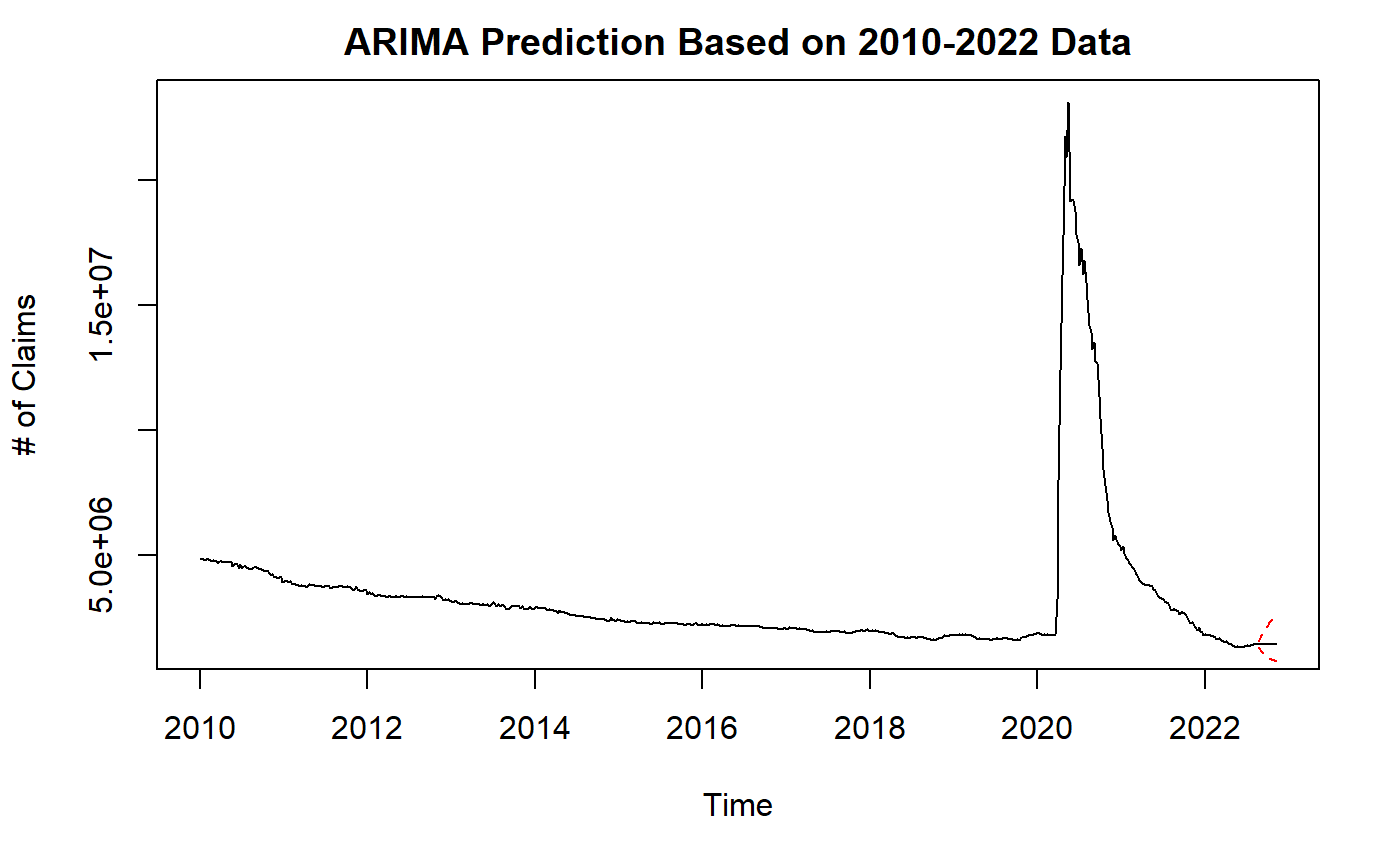 ARIMA Prediction Based on 2010-2022 Data
# of Claims
1.5e+07
5.0e+06
2010 2012 2014 2016 2018 2020 2022
Time